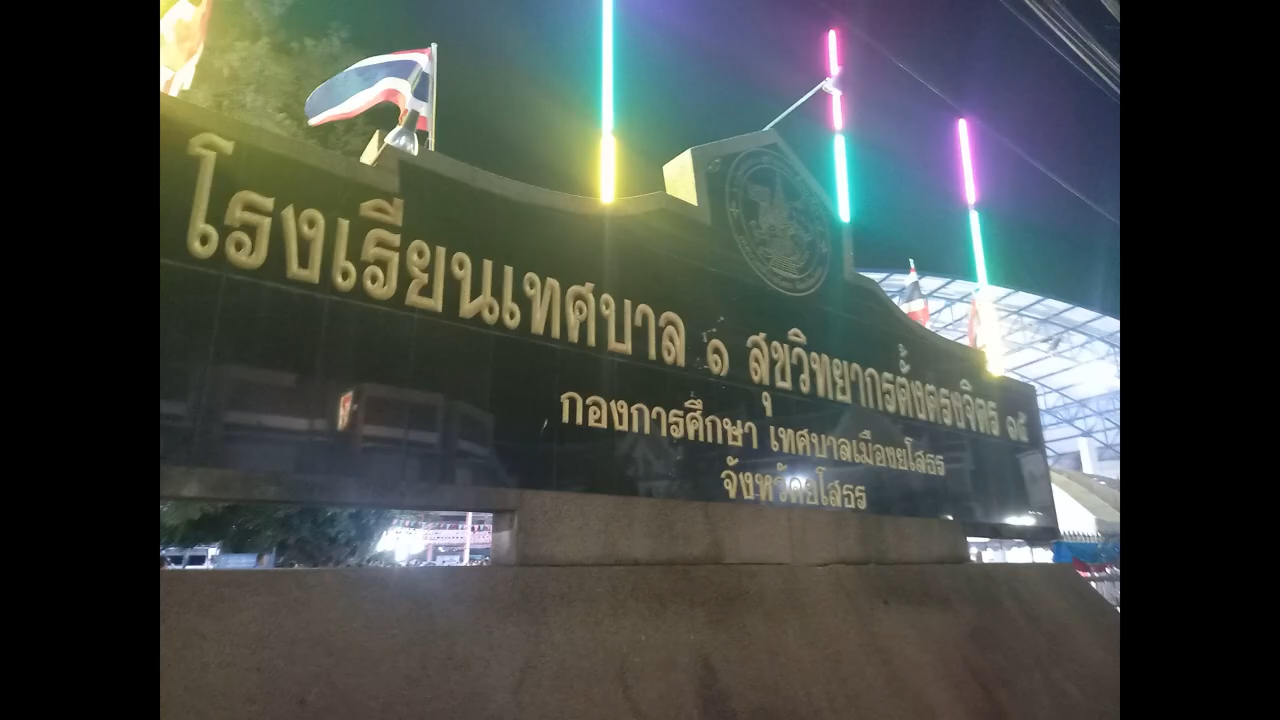 โรงเรียนเทศบาล ๑ สุขวิทยากรตั้งตรงจิตร ๑๕
กองการศึกษา เทศบาลเมืองยโสธร
จังหวัดยโสธร